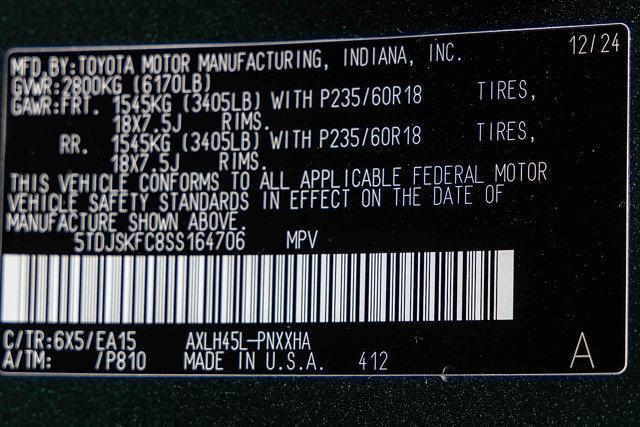 MFD.BY:TOYOTA MOTOR MANUFACTURING, INDIANA, INC. 12/24
GVWR:2800KG (6170LB)
GAWR:FRT. 1545KG (3405LB) WITH P235/60R18 TIRES,
18X7.5J RIMS.
RR. 1545KG (3405LB) WITH P235/60R18 TIRES,
18X7.5J RIMS.
THIS VEHICLE CONFORMS TO ALL APPLICABLE FEDERAL MOTOR
VEHICLE SAFETY STANDARDS IN EFFECT ON THE DATE OF
MANUFACTURE SHOWN ABOVE.
5TDJSKFC8SS164706 MPV
C/TR:6X5/EA15 AXLH45L-PNXXHA
A/TM: /P810 MADE IN U.S.A. 412 A